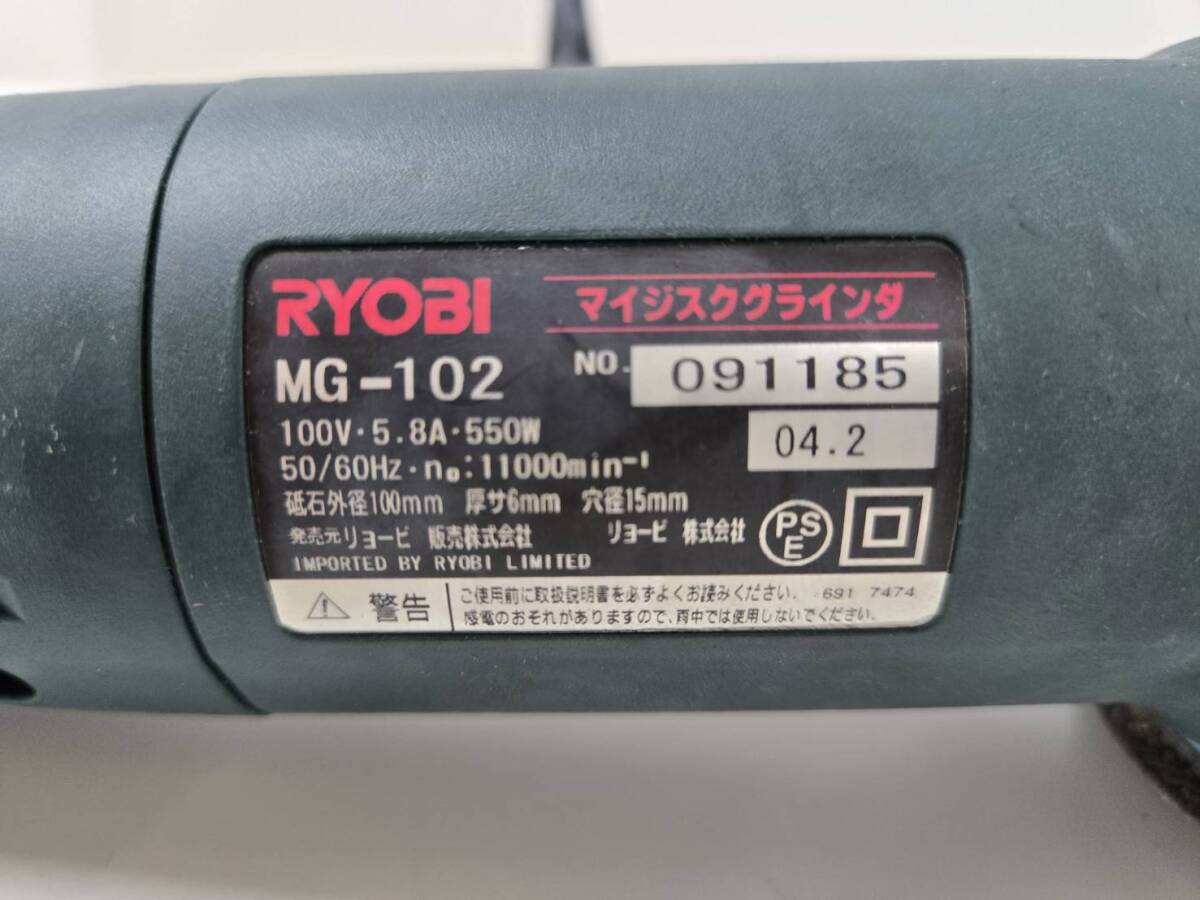 RYOBI マイジスクグラインダ
MG-102 NO. 091185
100V・5.8A・550W 04.2
50/60Hz・n₀:11000min⁻¹
砥石外径100mm 厚サ6mm 穴径15mm
発売元 リョービ 販売株式会社 リョービ 株式会社
PSE
IMPORTED BY RYOBI LIMITED
警告 ご使用前に取扱説明書を必ずよくお読みください. 691 7474
感電のおそれがありますので、雨中では使用しないでください.